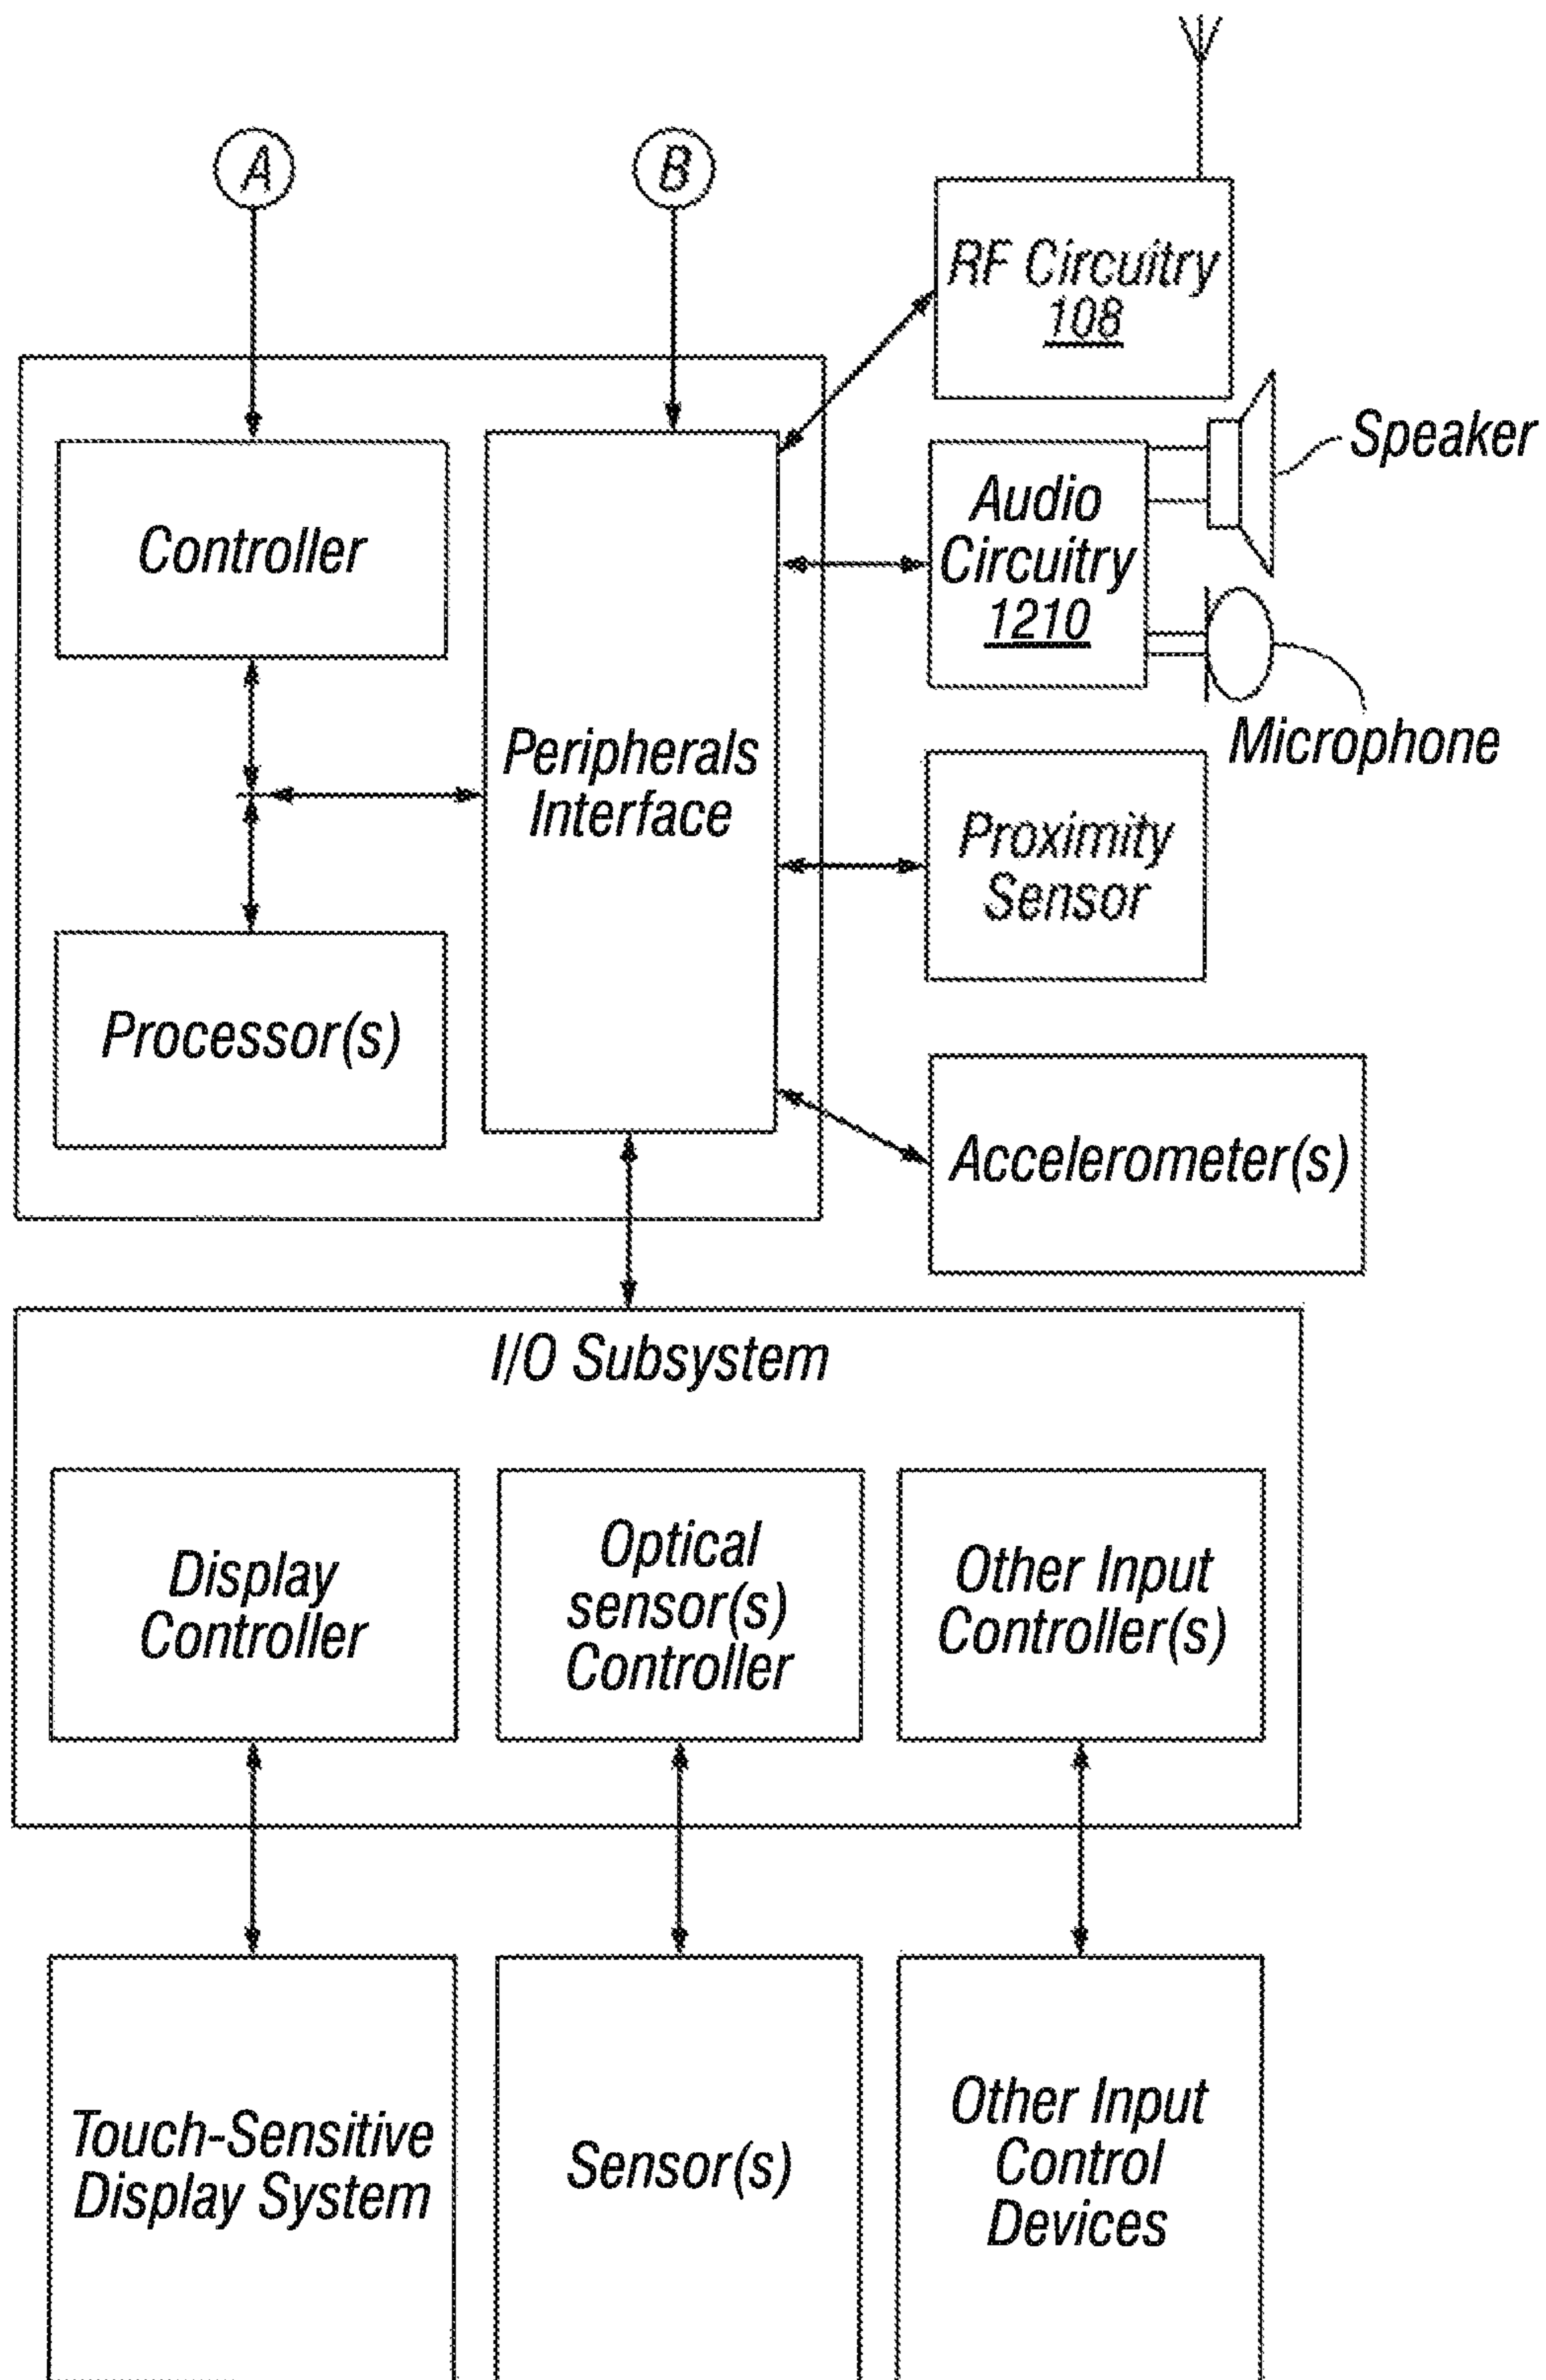 A
B
RF Circuitry
108
Speaker
Controller
Audio
Circuitry
1210
Microphone
Peripherals
Interface
Proximity
Sensor
Processor(s)
Accelerometer(s)
I/O Subsystem
Display
Controller
Optical
sensor(s)
Controller
Other Input
Controller(s)
Touch-Sensitive
Display System
Sensor(s)
Other Input
Control
Devices